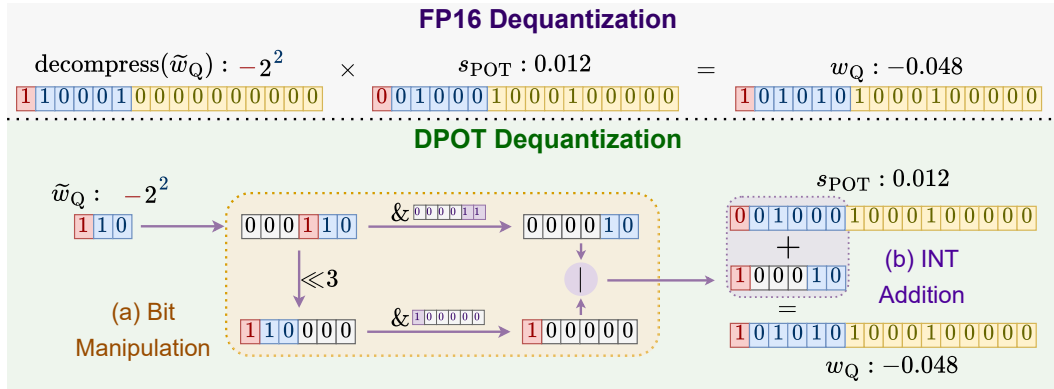 FP16 Dequantization
decompress(w̃_Q) : −2² × s_POT : 0.012 = w_Q : −0.048
1 1 0 0 0 1 0 0 0 0 0 0 0 0 0 0 0 0 1 0 0 0 1 0 0 0 1 0 0 0 0 0 1 0 1 0 1 0 1 0 0 0 1 0 0 0 0 0
DPOT Dequantization
w̃_Q : −2²
1 1 0
0 0 0 1 1 0
& 0 0 0 0 1 1
0 0 0 0 1 0
≪3
|
1 1 0 0 0 0
& 1 0 0 0 0 0
1 0 0 0 0 0
(a) Bit
Manipulation
s_POT : 0.012
0 0 1 0 0 0 1 0 0 0 1 0 0 0 0 0
+
1 0 0 0 1 0
(b) INT
Addition
=
1 0 1 0 1 0 1 0 0 0 1 0 0 0 0 0
w_Q : −0.048